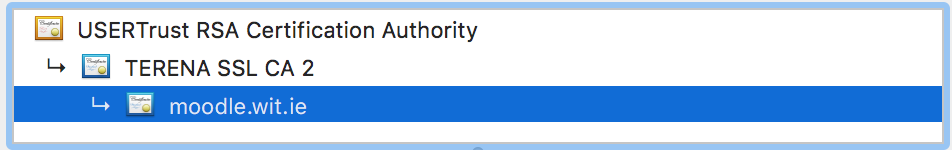 USERTrust RSA Certification Authority
TERENA SSL CA 2
moodle.wit.ie